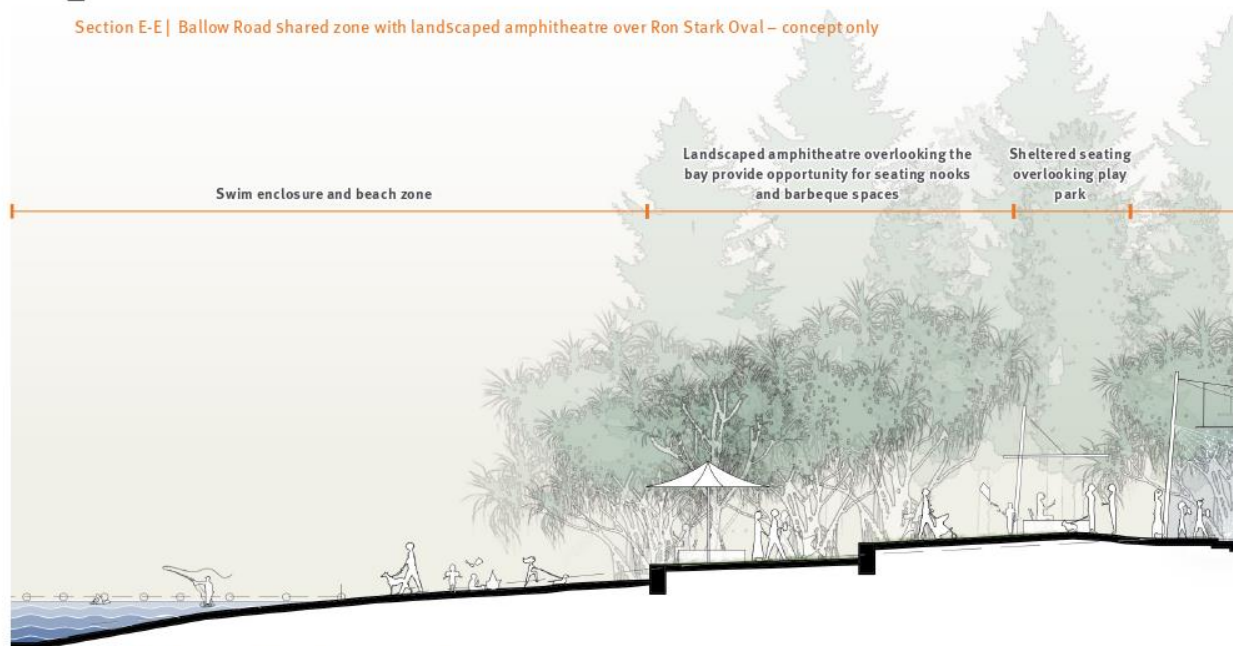 Section E-E | Ballow Road shared zone with landscaped amphitheatre over Ron Stark Oval – concept only
Swim enclosure and beach zone
Landscaped amphitheatre overlooking the
bay provide opportunity for seating nooks
and barbeque spaces
Sheltered seating
overlooking play
park